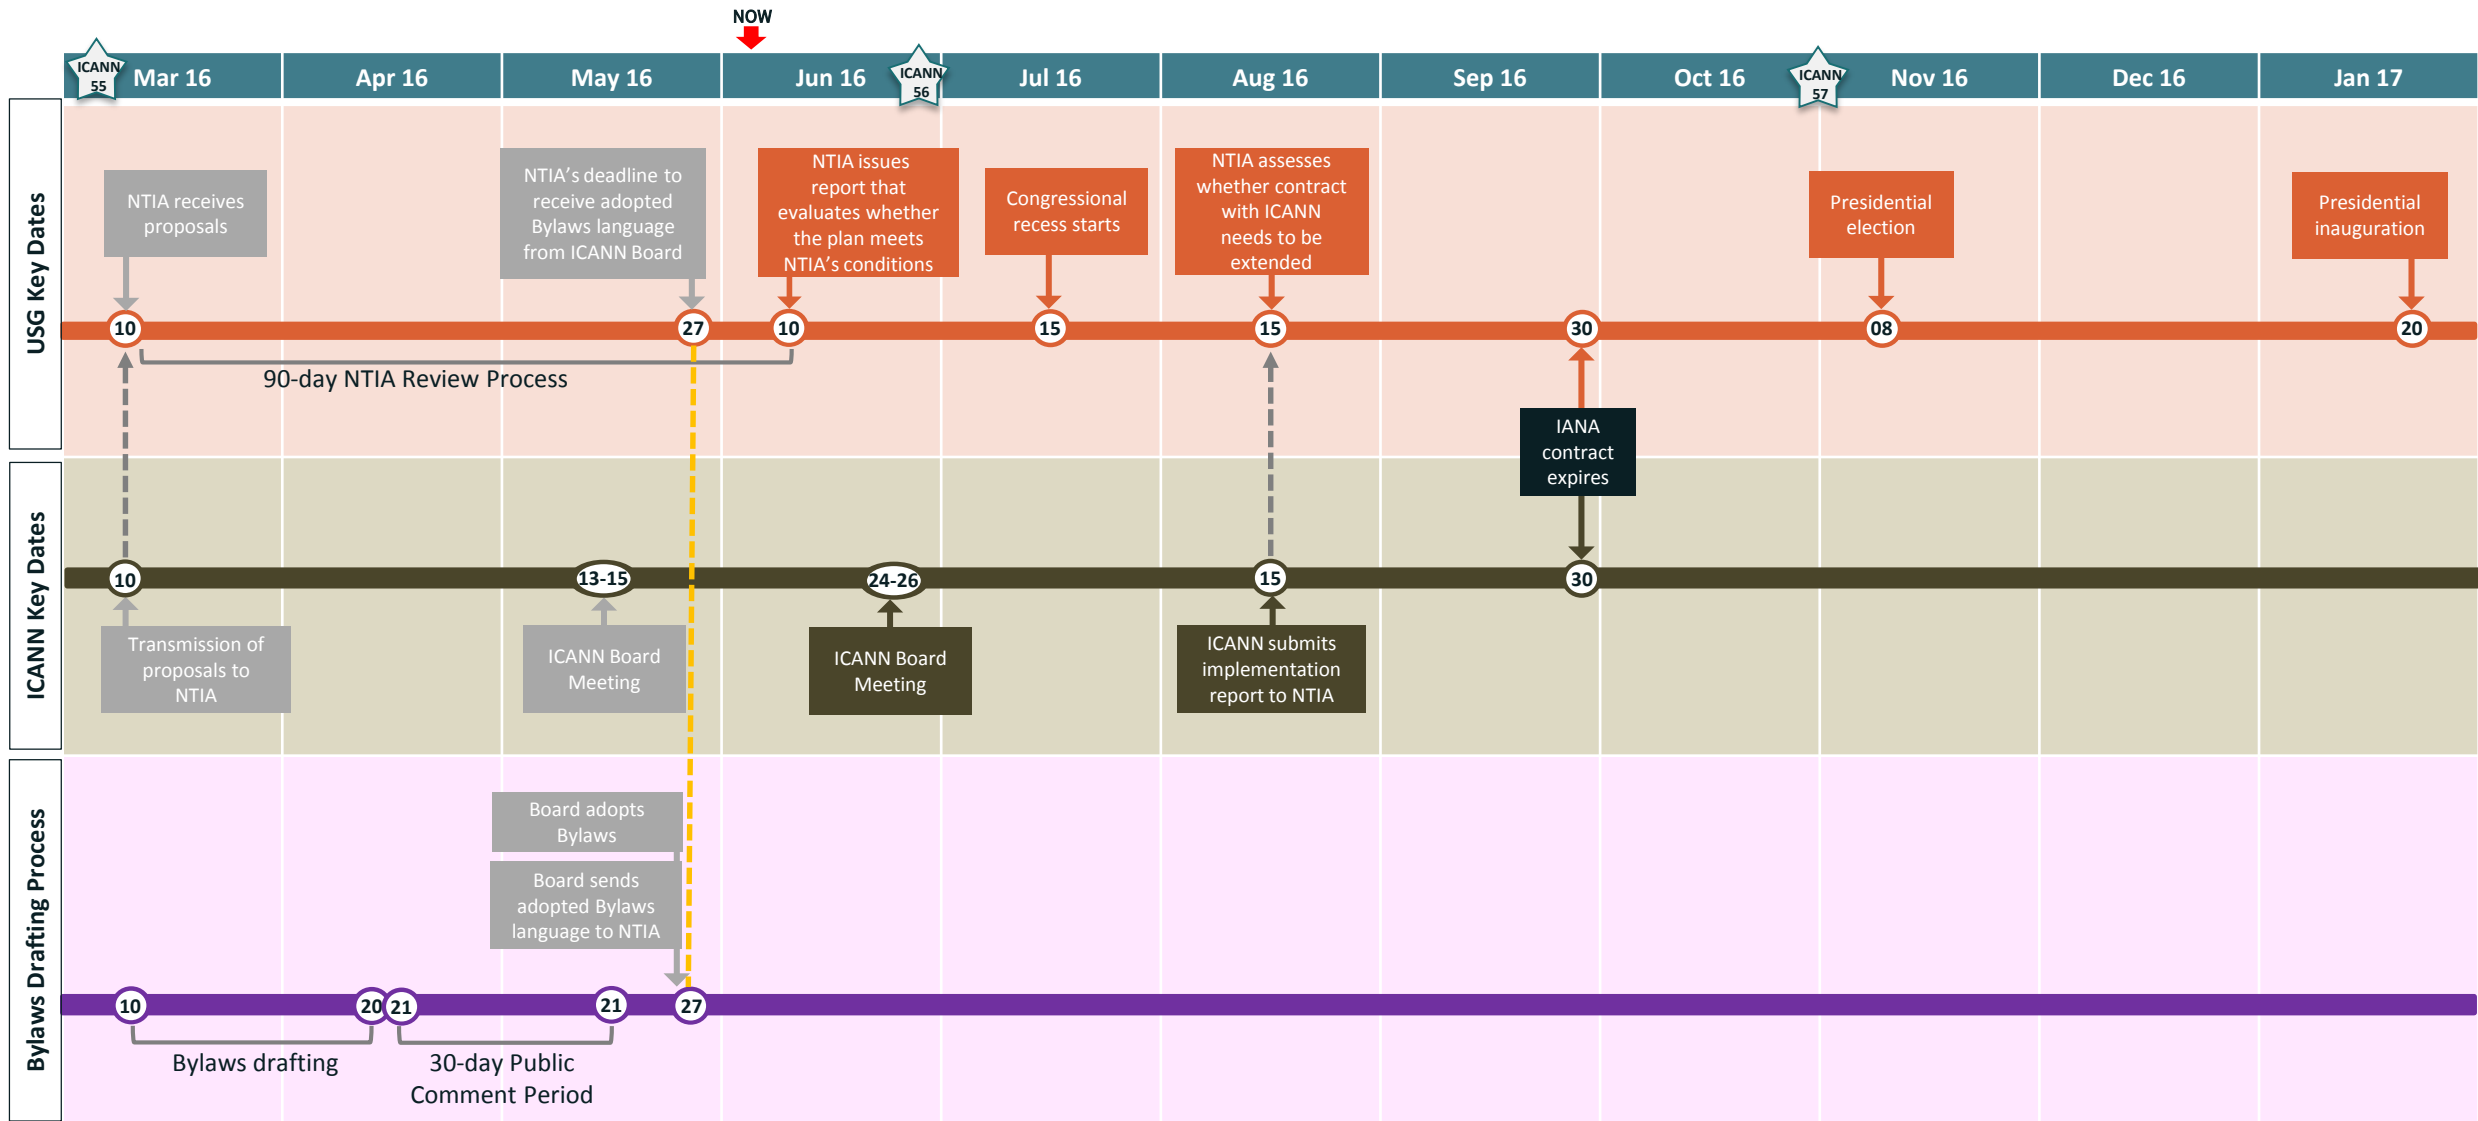 NOW
ICANN
55
Mar 16
Apr 16
May 16
Jun 16
ICANN
56
Jul 16
Aug 16
Sep 16
Oct 16
ICANN
57
Nov 16
Dec 16
Jan 17
USG Key Dates
NTIA receives
proposals
NTIA's deadline to
receive adopted
Bylaws language
from ICANN Board
NTIA issues
report that
evaluates whether
the plan meets
NTIA's conditions
Congressional
recess starts
NTIA assesses
whether contract
with ICANN
needs to be
extended
Presidential
election
Presidential
inauguration
10
27
10
15
15
30
08
20
90-day NTIA Review Process
IANA
contract
expires
ICANN Key Dates
10
13-15
24-26
15
30
Transmission of
proposals to
NTIA
ICANN Board
Meeting
ICANN Board
Meeting
ICANN submits
implementation
report to NTIA
Bylaws Drafting Process
Board adopts
Bylaws
Board sends
adopted Bylaws
language to NTIA
10
20
21
21
27
Bylaws drafting
30-day Public
Comment Period